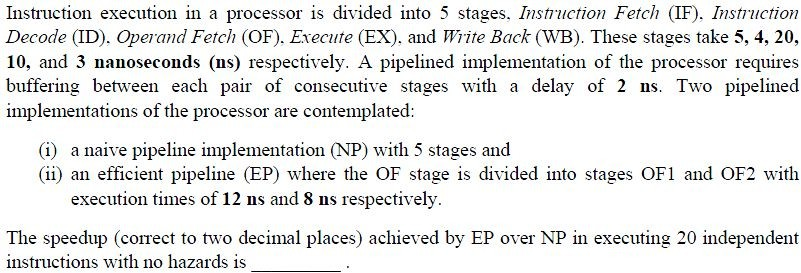 Instruction execution in a processor is divided into 5 stages, Instruction Fetch (IF), Instruction
Decode (ID), Operand Fetch (OF), Execute (EX), and Write Back (WB). These stages take 5, 4, 20,
10, and 3 nanoseconds (ns) respectively. A pipelined implementation of the processor requires
buffering between each pair of consecutive stages with a delay of 2 ns. Two pipelined
implementations of the processor are contemplated:
(i) a naive pipeline implementation (NP) with 5 stages and
(ii) an efficient pipeline (EP) where the OF stage is divided into stages OF1 and OF2 with
execution times of 12 ns and 8 ns respectively.
The speedup (correct to two decimal places) achieved by EP over NP in executing 20 independent
instructions with no hazards is __________ .